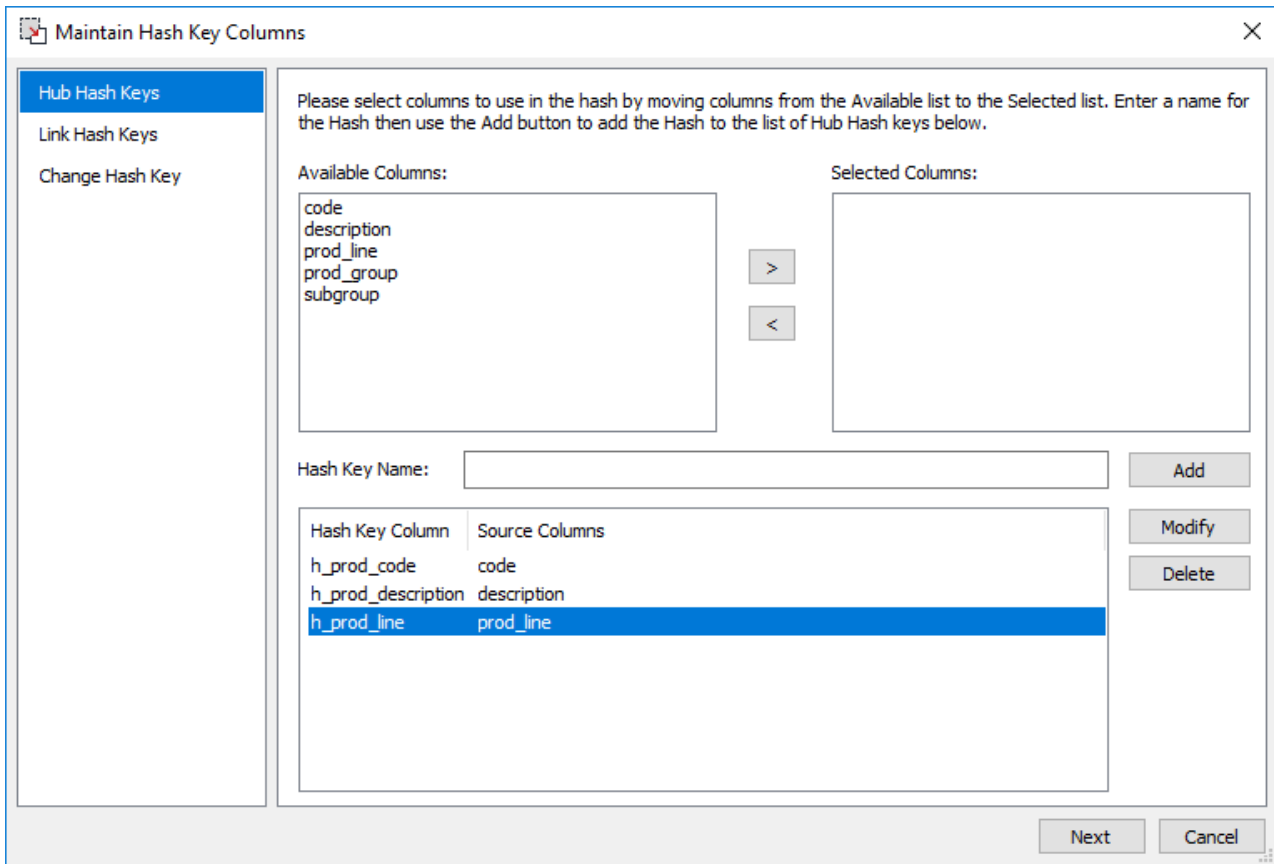 Maintain Hash Key Columns
Hub Hash Keys
Link Hash Keys
Change Hash Key
Please select columns to use in the hash by moving columns from the Available list to the Selected list. Enter a name for
the Hash then use the Add button to add the Hash to the list of Hub Hash keys below.
Available Columns:
Selected Columns:
code
description
prod_line
prod_group
subgroup
>
<
Hash Key Name:
Add
Hash Key Column Source Columns
Modify
h_prod_code code
Delete
h_prod_description description
h_prod_line prod_line
Next
Cancel